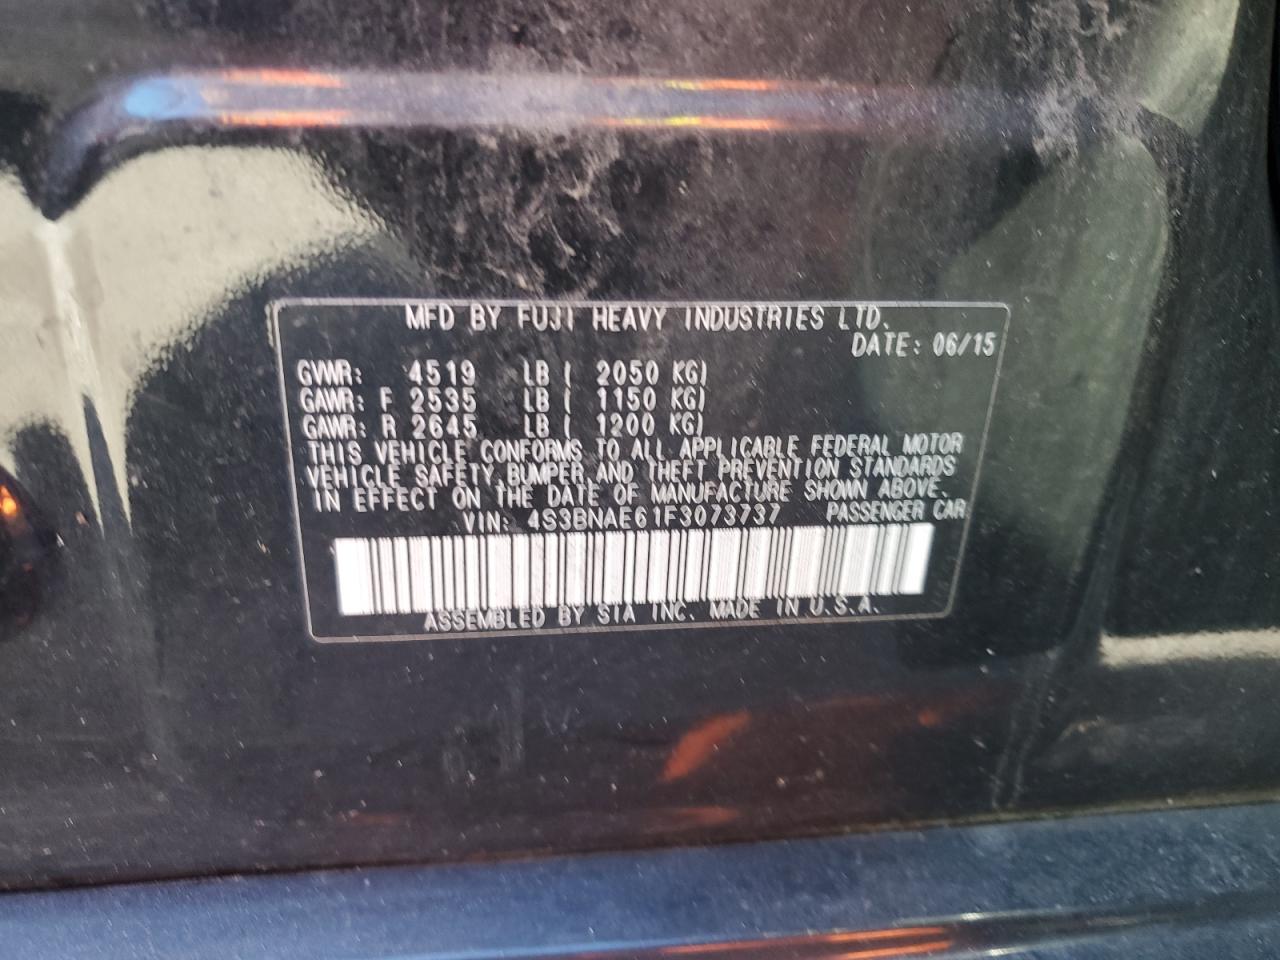 MFD BY FUJI HEAVY INDUSTRIES LTD.
DATE: 06/15
GVWR: 4519 LB ( 2050 KG)
GAWR: F 2535 LB ( 1150 KG)
GAWR: R 2645 LB ( 1200 KG)
THIS VEHICLE CONFORMS TO ALL APPLICABLE FEDERAL MOTOR
VEHICLE SAFETY, BUMPER, AND THEFT PREVENTION STANDARDS
IN EFFECT ON THE DATE OF MANUFACTURE SHOWN ABOVE.
VIN: 4S3BNAE61F3073737 PASSENGER CAR
ASSEMBLED BY SIA INC. MADE IN U.S.A.